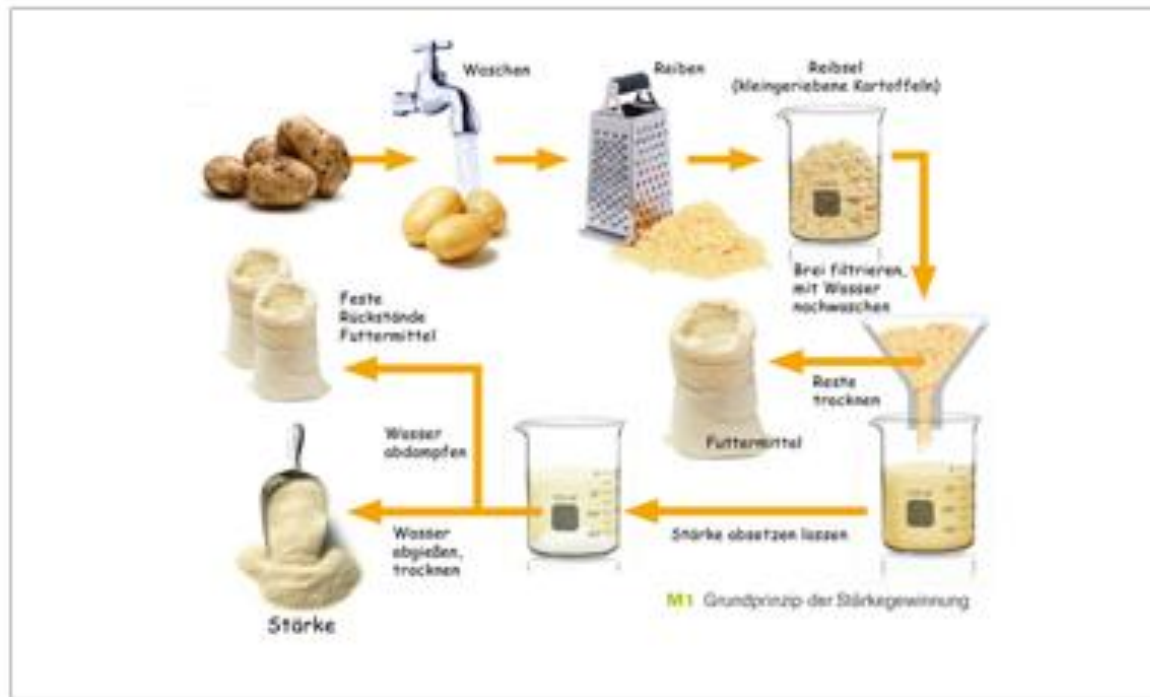 Waschen
Reiben
Reibsel
(kleingeriebene Kartoffeln)
Brei filtrieren,
mit Wasser
nachwaschen
Feste
Rückstände
Futtermittel
Reste
trocknen
Futtermittel
Wasser
abdampfen
Stärke absetzen lassen
Wasser
abgießen,
trocknen
Stärke
M1 Grundprinzip der Stärkegewinnung